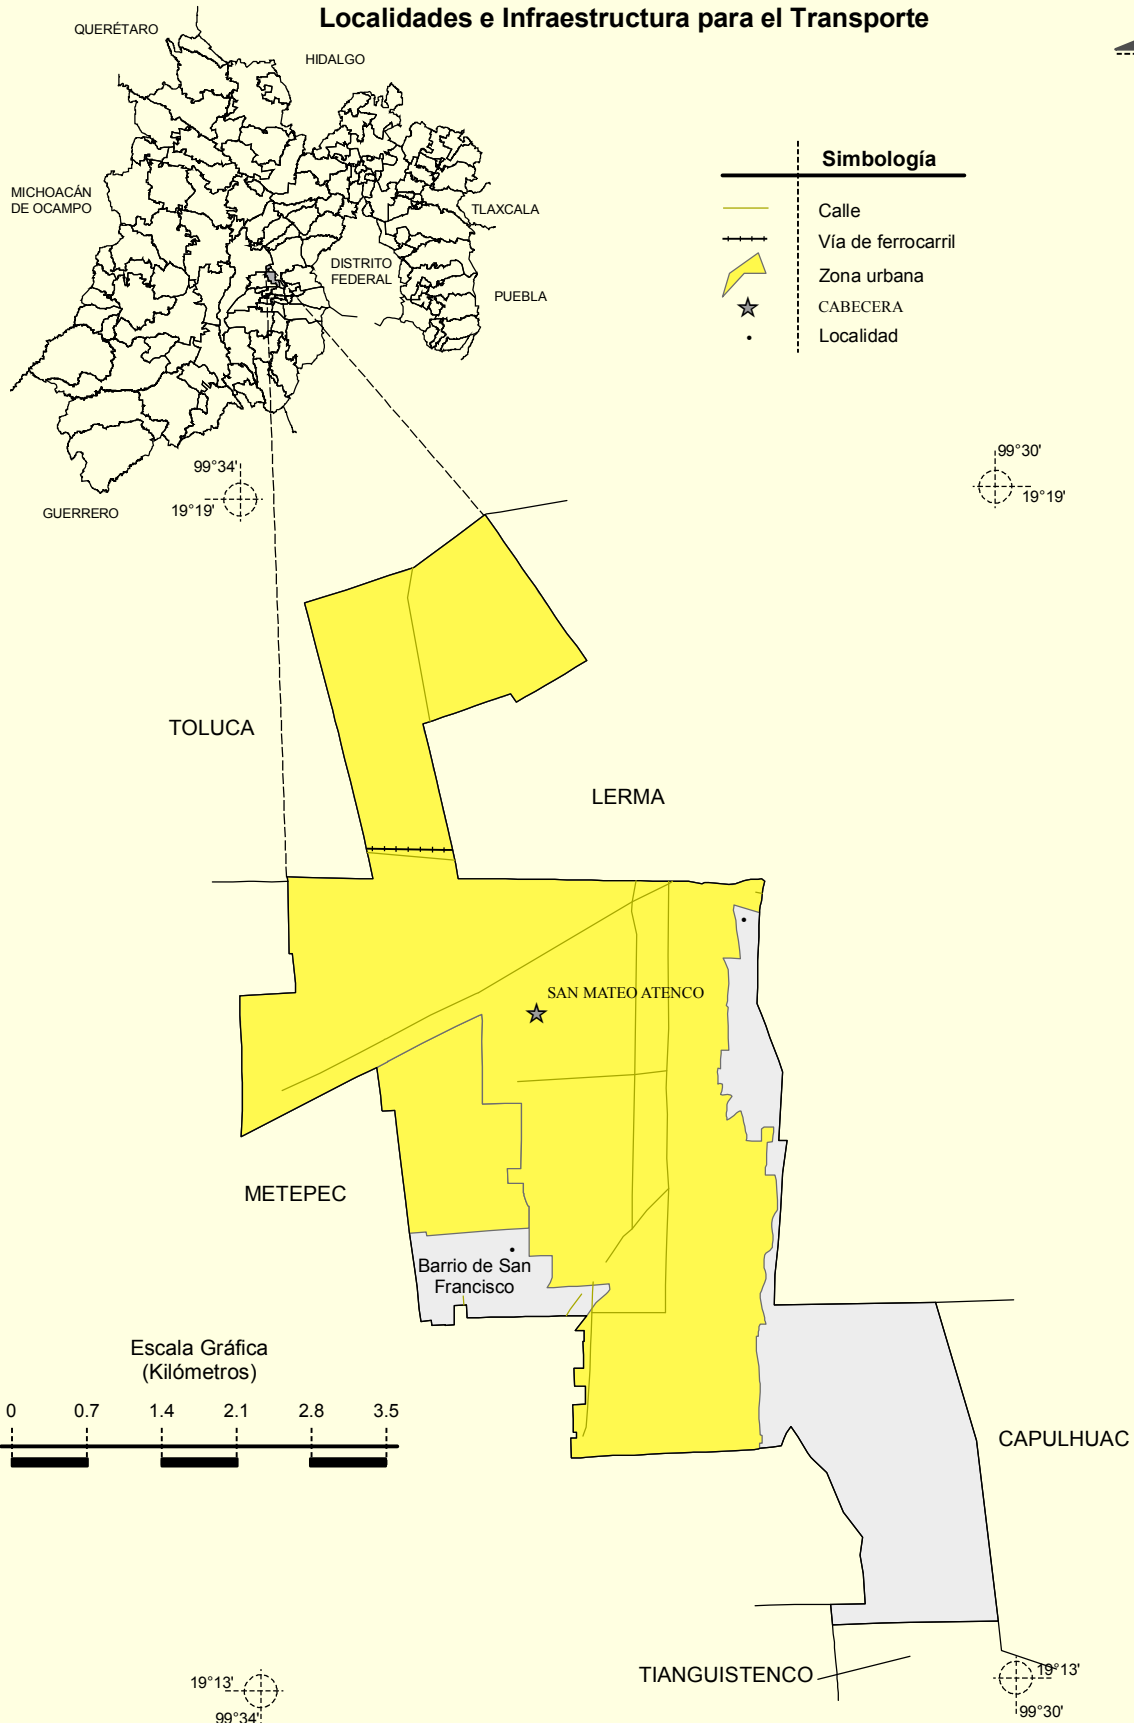 Localidades e Infraestructura para el Transporte
QUERÉTARO
HIDALGO
MICHOACÁN
DE OCAMPO
TLAXCALA
DISTRITO
FEDERAL
PUEBLA
GUERRERO
Simbología
Calle
Vía de ferrocarril
Zona urbana
CABECERA
Localidad
99°34'
19°19'
99°30'
19°19'
TOLUCA
LERMA
SAN MATEO ATENCO
METEPEC
Barrio de San
Francisco
Escala Gráfica
(Kilómetros)
0 0.7 1.4 2.1 2.8 3.5
CAPULHUAC
TIANGUISTENCO
19°13'
99°34'
19°13'
99°30'